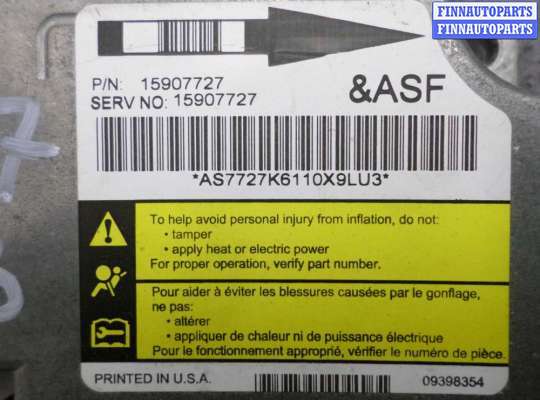 FINNAUTOPARTS
FINNAUTOPARTS
FINNAUTOPARTS
P/N: 15907727
SERV NO: 15907727
&ASF
*AS7727K6110X9LU3*
To help avoid personal injury from inflation, do not:
• tamper
• apply heat or electric power
For proper operation, verify part number.
Pour aider à éviter les blessures causées par le gonflage,
ne pas:
• altérer
• appliquer de chaleur ni de puissance électrique
Pour le fonctionnement approprié, vérifier le numéro de pièce.
PRINTED IN U.S.A.
09398354